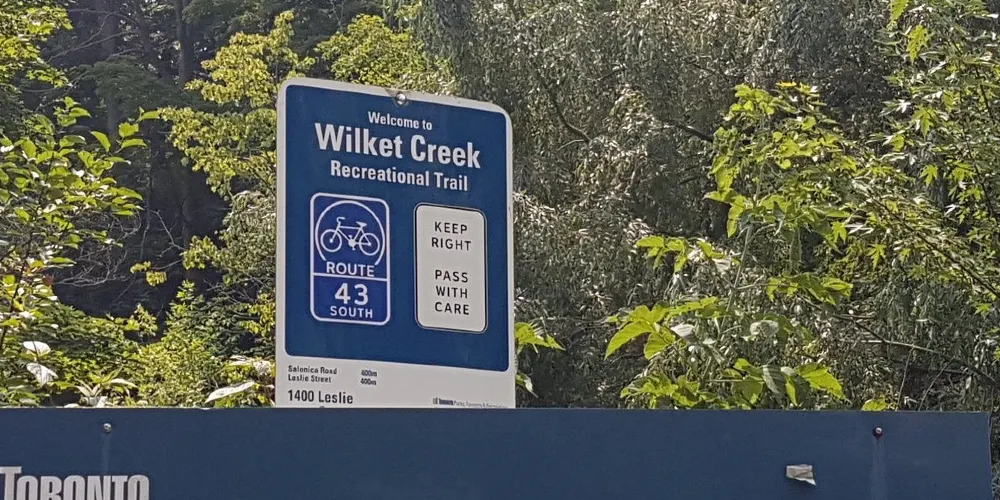 Welcome to
Wilket Creek
Recreational Trail
ROUTE
43
SOUTH
KEEP
RIGHT
PASS
WITH
CARE
Salonica Road 400m
Leslie Street 400m
1400 Leslie
TORONTO